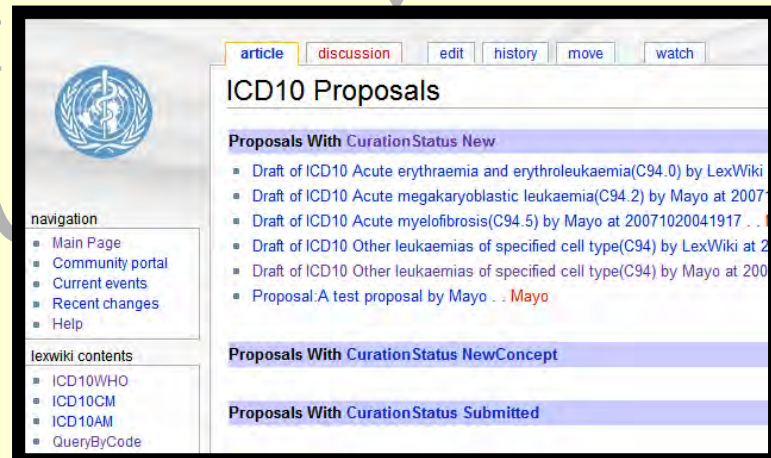 article discussion edit history move watch
ICD10 Proposals
Proposals With CurationStatus New
Draft of ICD10 Acute erythraemia and erythroleukaemia(C94.0) by LexWiki
Draft of ICD10 Acute megakaryoblastic leukaemia(C94.2) by Mayo at 2007
Draft of ICD10 Acute myelofibrosis(C94.5) by Mayo at 20071020041917 . .
Draft of ICD10 Other leukaemias of specified cell type(C94) by LexWiki at 2
Draft of ICD10 Other leukaemias of specified cell type(C94) by Mayo at 200
Proposal:A test proposal by Mayo . . Mayo
Proposals With CurationStatus NewConcept
Proposals With CurationStatus Submitted
navigation
Main Page
Community portal
Current events
Recent changes
Help
lexwiki contents
ICD10WHO
ICD10CM
ICD10AM
QueryByCode